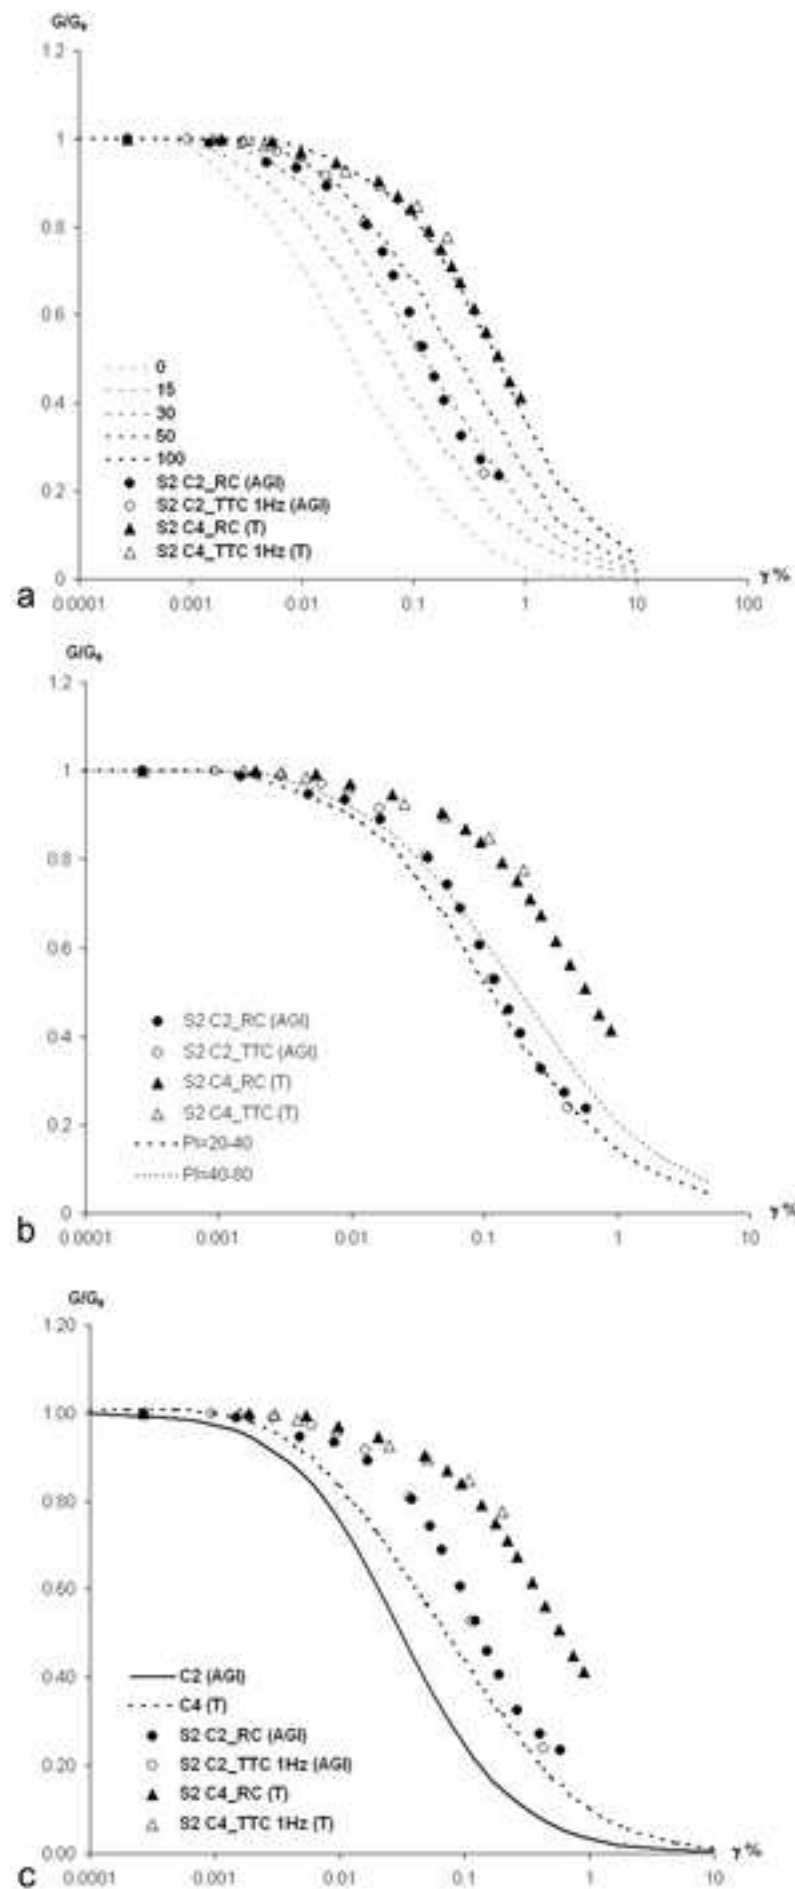 G/G₀
1.2
1
0.8
0.6
0.4
0.2
0
0
15
30
50
100
S2 C2_RC (AGI)
S2 C2_TTC 1Hz (AGI)
S2 C4_RC (T)
S2 C4_TTC 1Hz (T)
a
0.0001 0.001 0.01 0.1 1 10 100
γ%
G/G₀
1.2
1
0.8
0.6
0.4
0.2
0
S2 C2_RC (AGI)
S2 C2_TTC (AGI)
S2 C4_RC (T)
S2 C4_TTC (T)
PI=20-40
PI=40-80
b
0.0001 0.001 0.01 0.1 1 10
γ%
G/G₀
1.20
1.00
0.80
0.60
0.40
0.20
0.00
C2 (AGI)
C4 (T)
S2 C2_RC (AGI)
S2 C2_TTC 1Hz (AGI)
S2 C4_RC (T)
S2 C4_TTC 1Hz (T)
c
0.0001 0.001 0.01 0.1 1 10
γ%